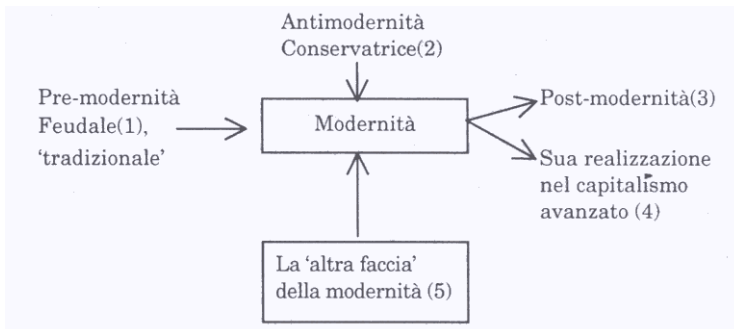 Antimodernità
Conservatrice(2)
Pre-modernità
Feudale(1),
‘tradizionale’
Modernità
Post-modernità(3)
Sua realizzazione
nel capitalismo
avanzato (4)
La ‘altra faccia’
della modernità (5)